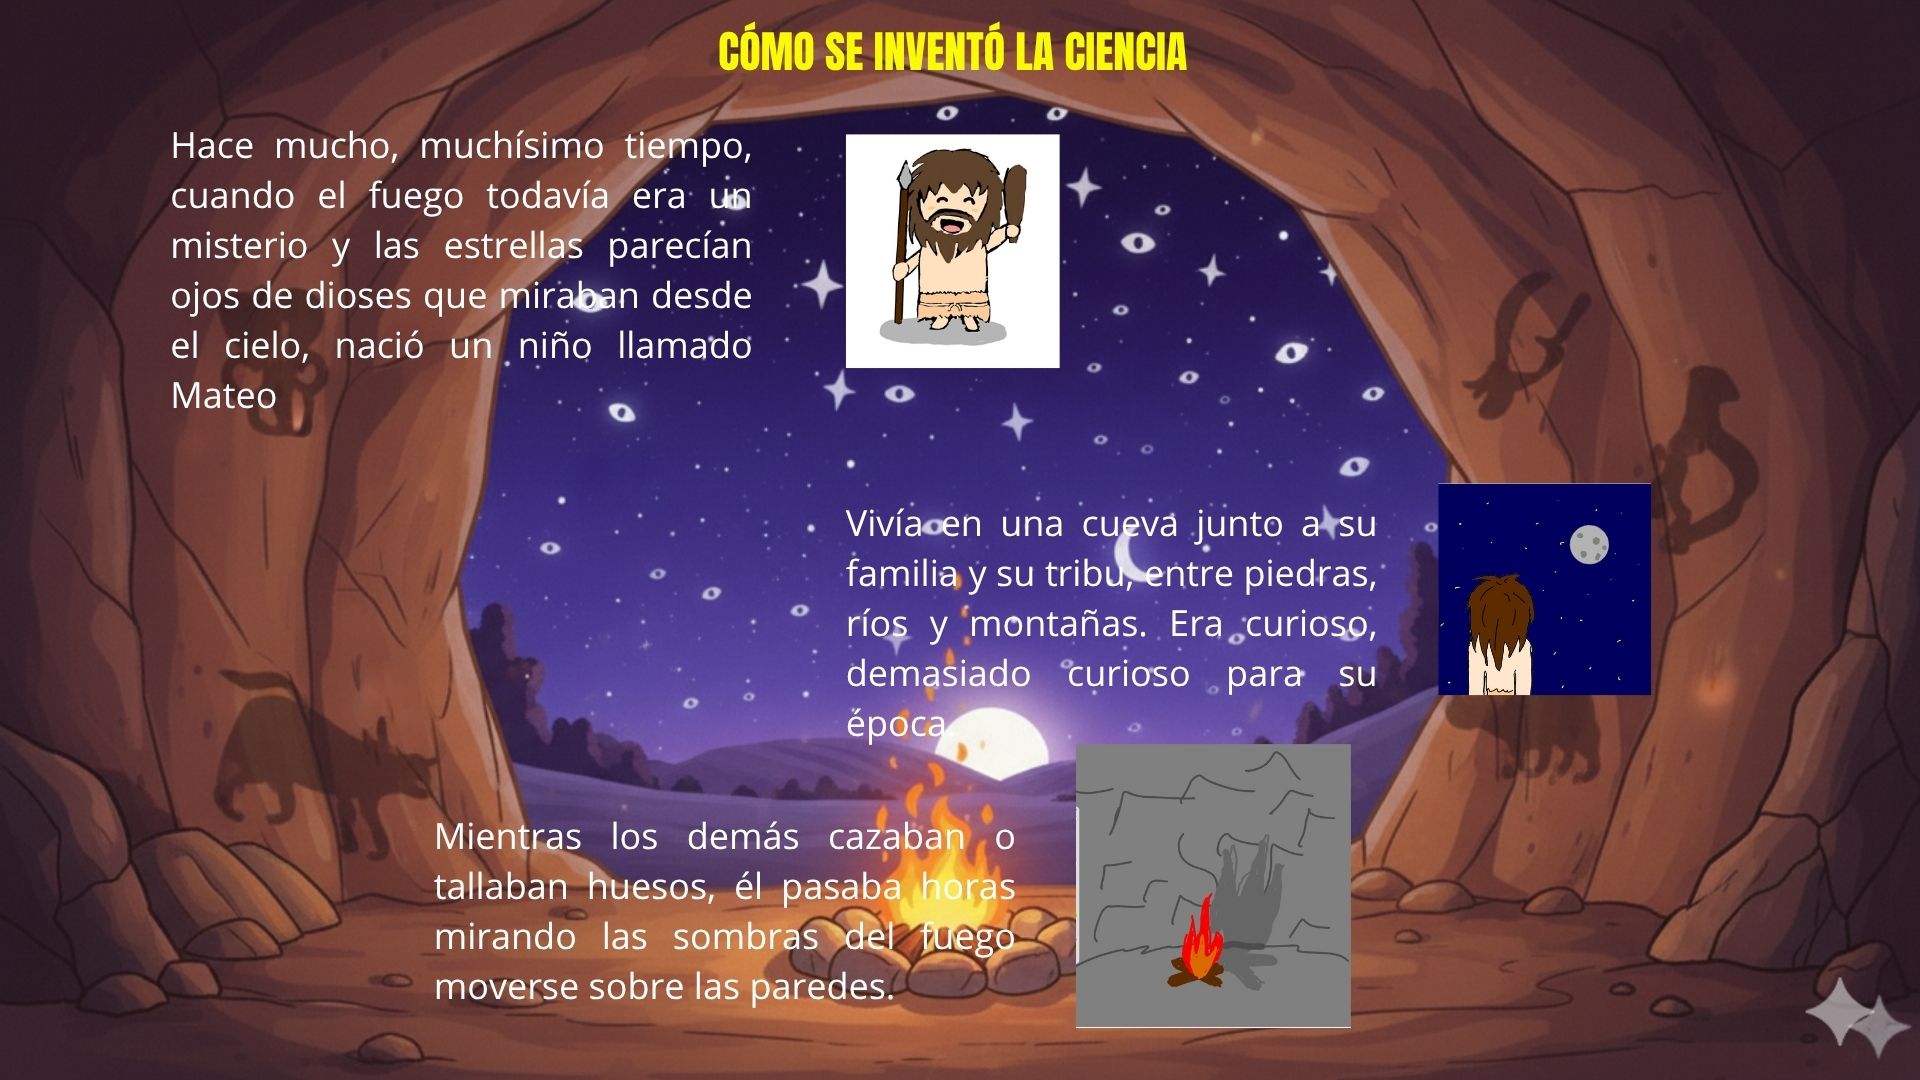 CÓMO SE INVENTÓ LA CIENCIA
Hace mucho, muchísimo tiempo,
cuando el fuego todavía era un
misterio y las estrellas parecían
ojos de dioses que miraban desde
el cielo, nació un niño llamado
Mateo
Vivía en una cueva junto a su
familia y su tribu, entre piedras,
ríos y montañas. Era curioso,
demasiado curioso para su
época.
Mientras los demás cazaban o
tallaban huesos, él pasaba horas
mirando las sombras del fuego
moverse sobre las paredes.